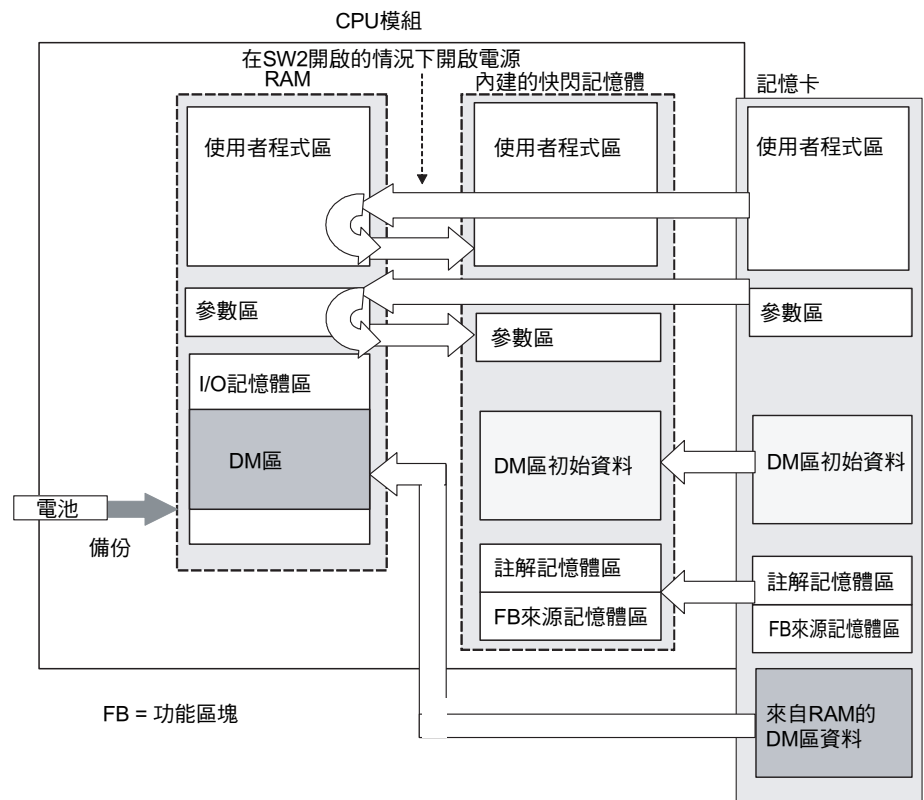 CPU模組
在SW2開啟的情況下開啟電源
RAM
內建的快閃記憶體
記憶卡
使用者程式區
使用者程式區
使用者程式區
參數區
參數區
參數區
I/O記憶體區
DM區
DM區初始資料
DM區初始資料
電池
備份
註解記憶體區
FB來源記憶體區
註解記憶體區
FB來源記憶體區
FB = 功能區塊
來自RAM的
DM區資料